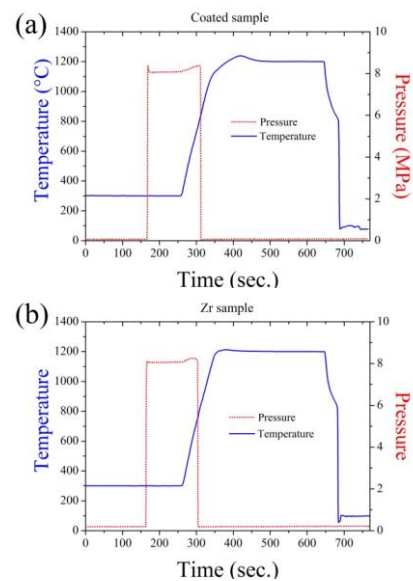 (a)
Coated sample
Temperature (°C)
1400
1200
1000
800
600
400
200
0
10
8
6
4
2
0
Pressure (MPa)
Pressure
Temperature
0 100 200 300 400 500 600 700
Time (sec.)
(b)
Zr sample
Temperature
1400
1200
1000
800
600
400
200
0
10
8
6
4
2
0
Pressure
Pressure
Temperature
0 100 200 300 400 500 600 700
Time (sec.)